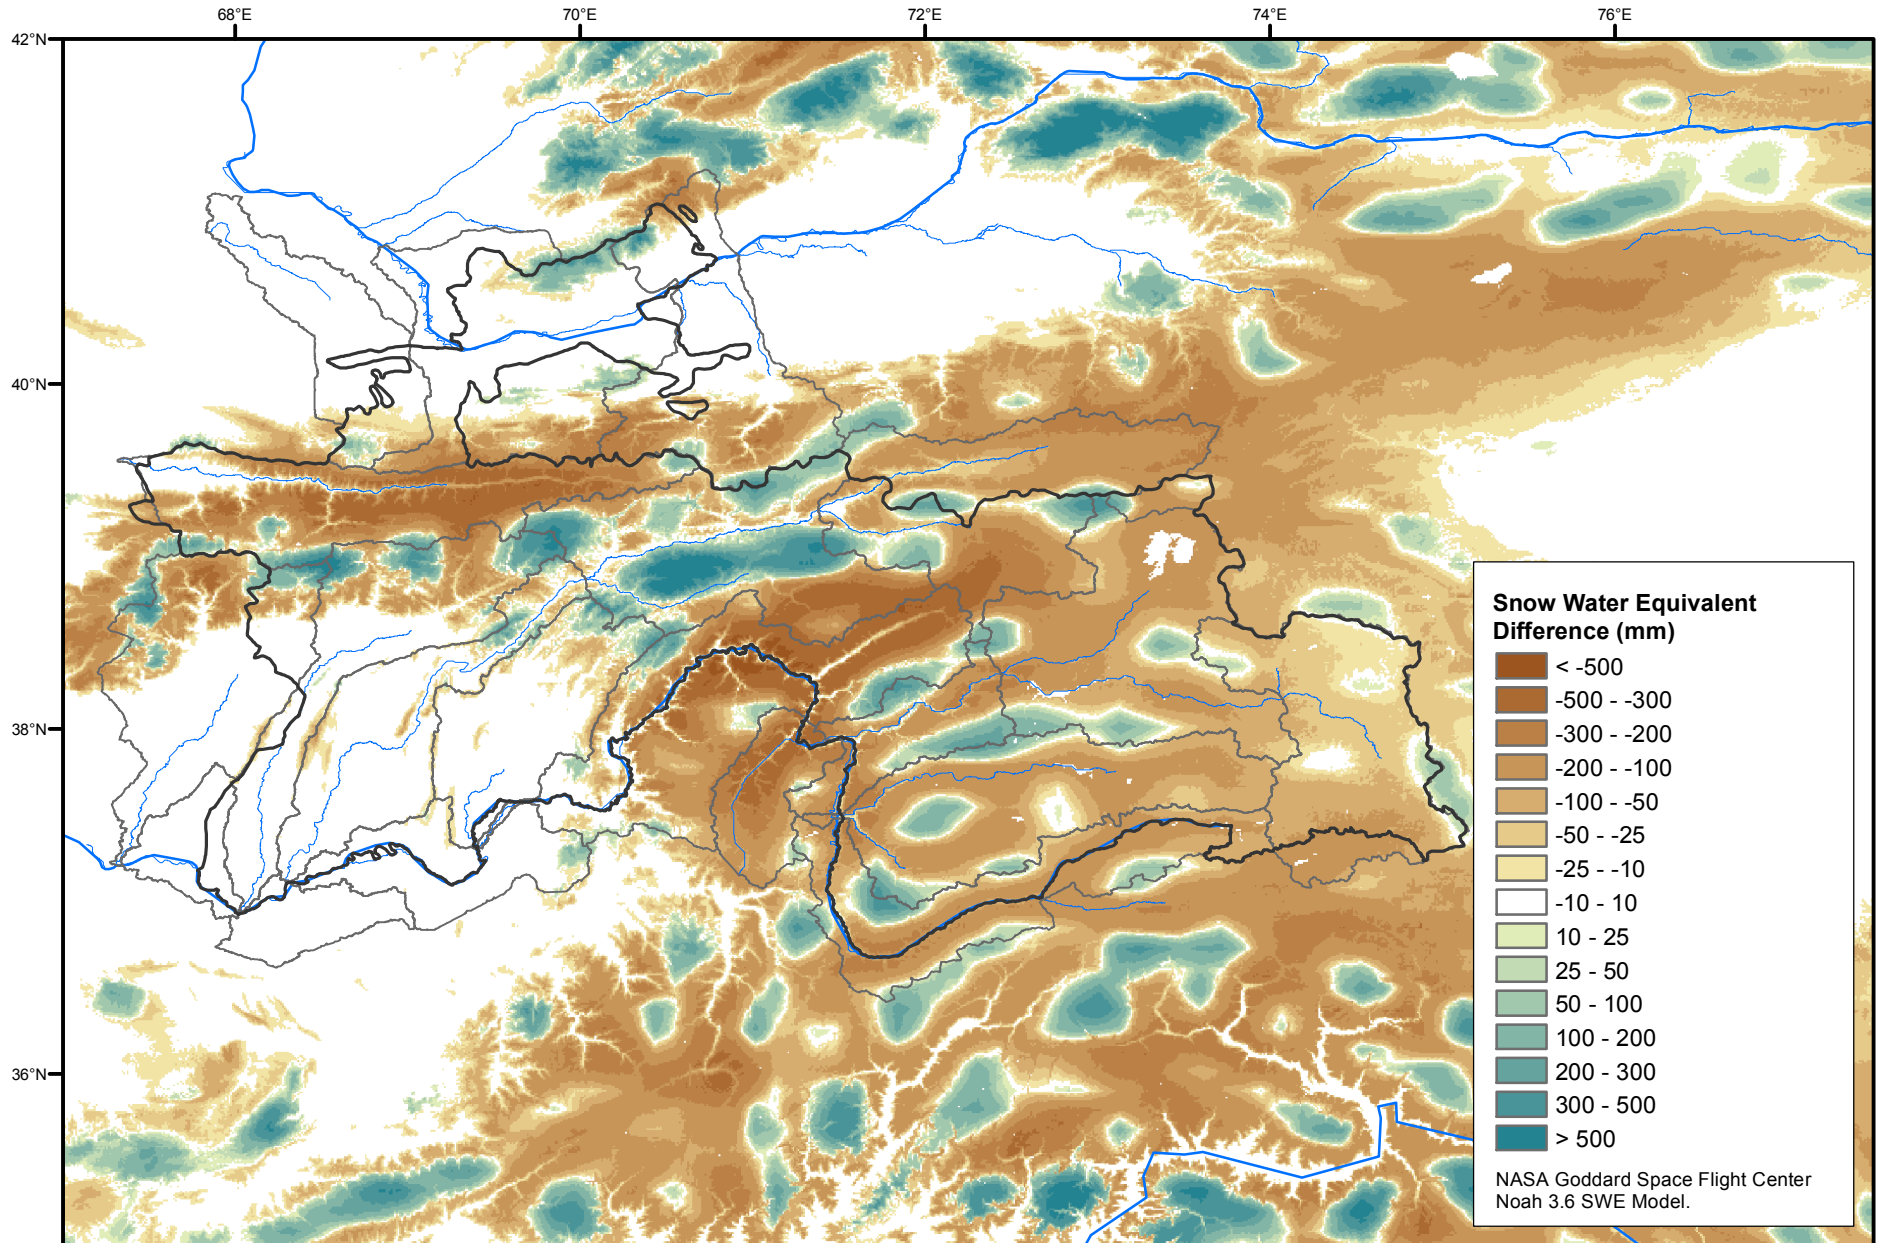 68°E 70°E 72°E 74°E 76°E
42°N
40°N
38°N
36°N
Snow Water Equivalent
Difference (mm)
< -500
-500 - -300
-300 - -200
-200 - -100
-100 - -50
-50 - -25
-25 - -10
-10 - 10
10 - 25
25 - 50
50 - 100
100 - 200
200 - 300
300 - 500
> 500
NASA Goddard Space Flight Center
Noah 3.6 SWE Model.